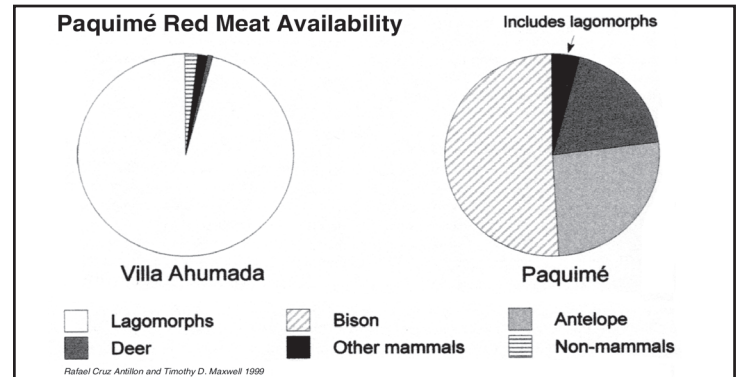 Paquimé Red Meat Availability
Includes lagomorphs
Villa Ahumada
Paquimé
Lagomorphs
Bison
Antelope
Deer
Other mammals
Non-mammals
Rafael Cruz Antillon and Timothy D. Maxwell 1999